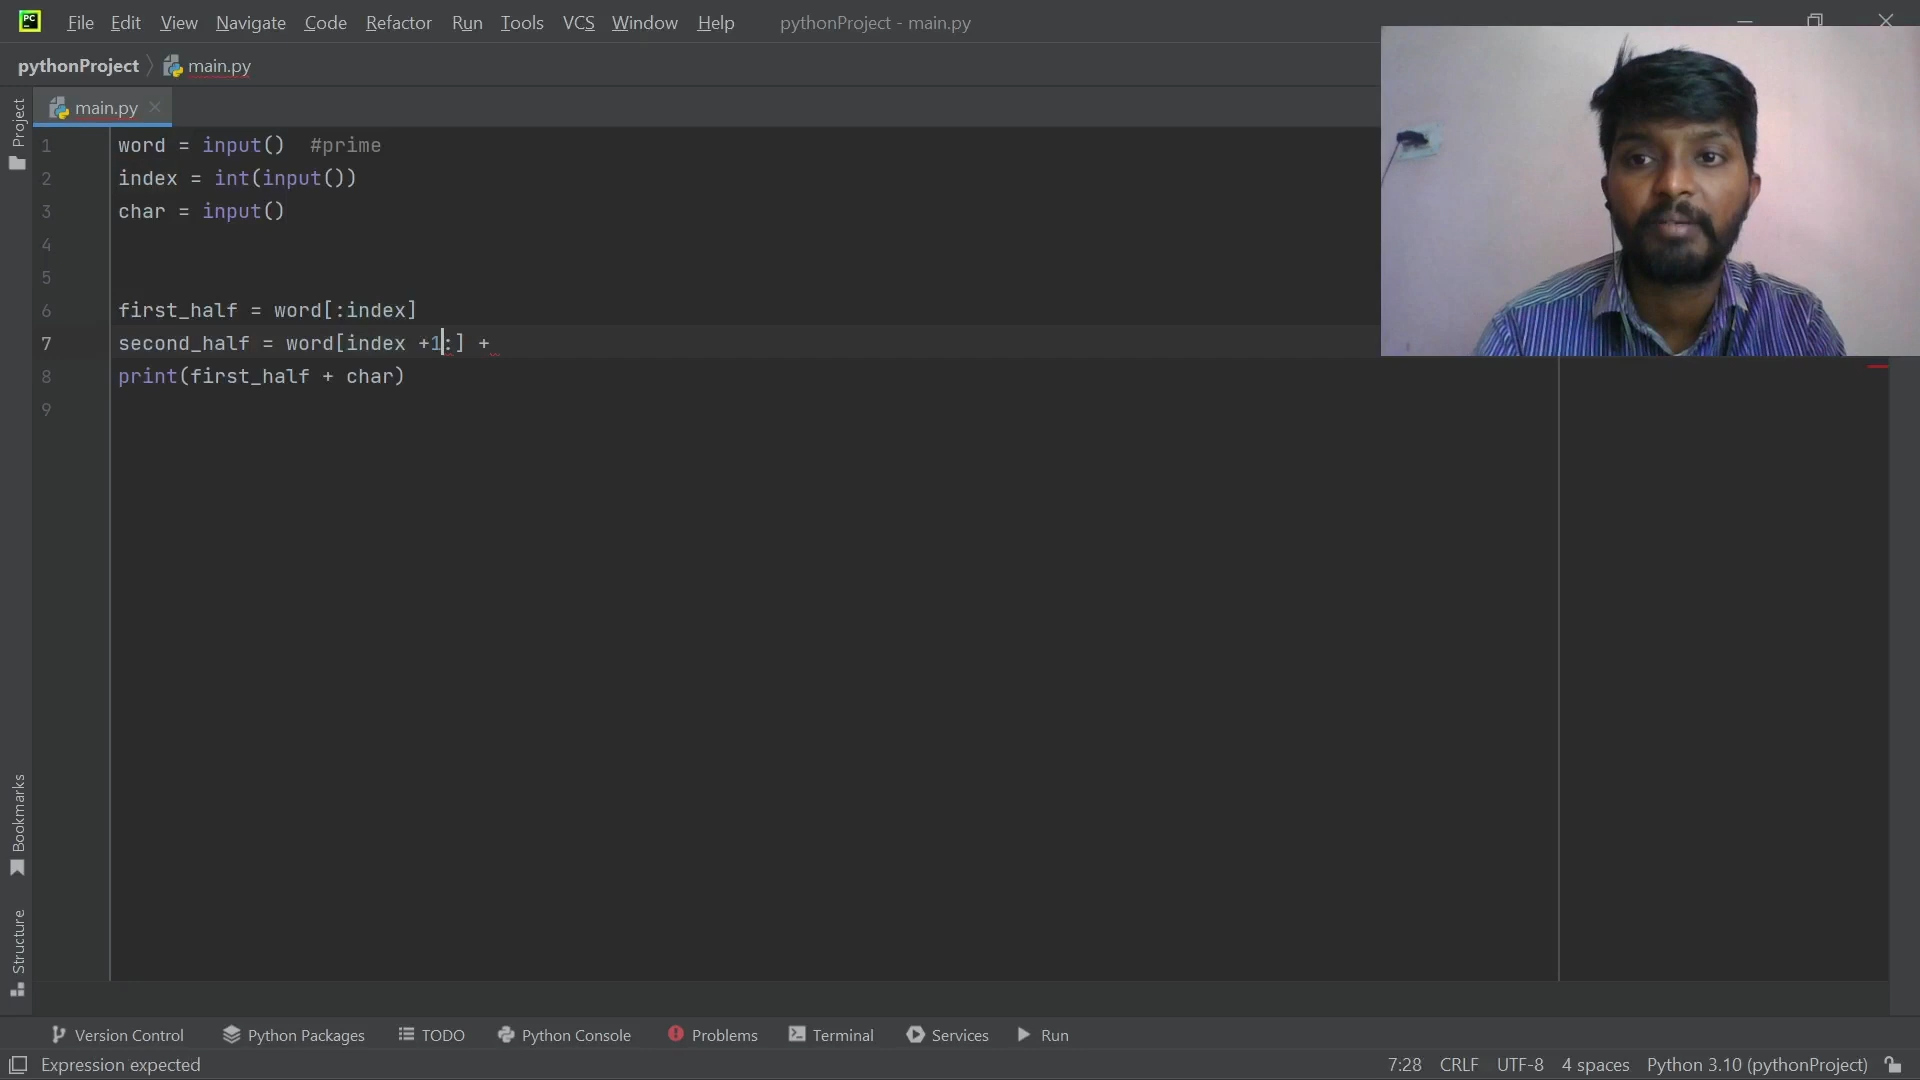 PC File Edit View Navigate Code Refactor Run Tools VCS Window Help pythonProject - main.py
pythonProject main.py
Project
main.py
1 word = input()  #prime
2 index = int(input())
3 char = input()
4
5
6 first_half = word[:index]
7 second_half = word[index +1:] +
8 print(first_half + char)
9
Bookmarks
Structure
Version Control Python Packages TODO Python Console Problems Terminal Services Run
Expression expected 7:28 CRLF UTF-8 4 spaces Python 3.10 (pythonProject)